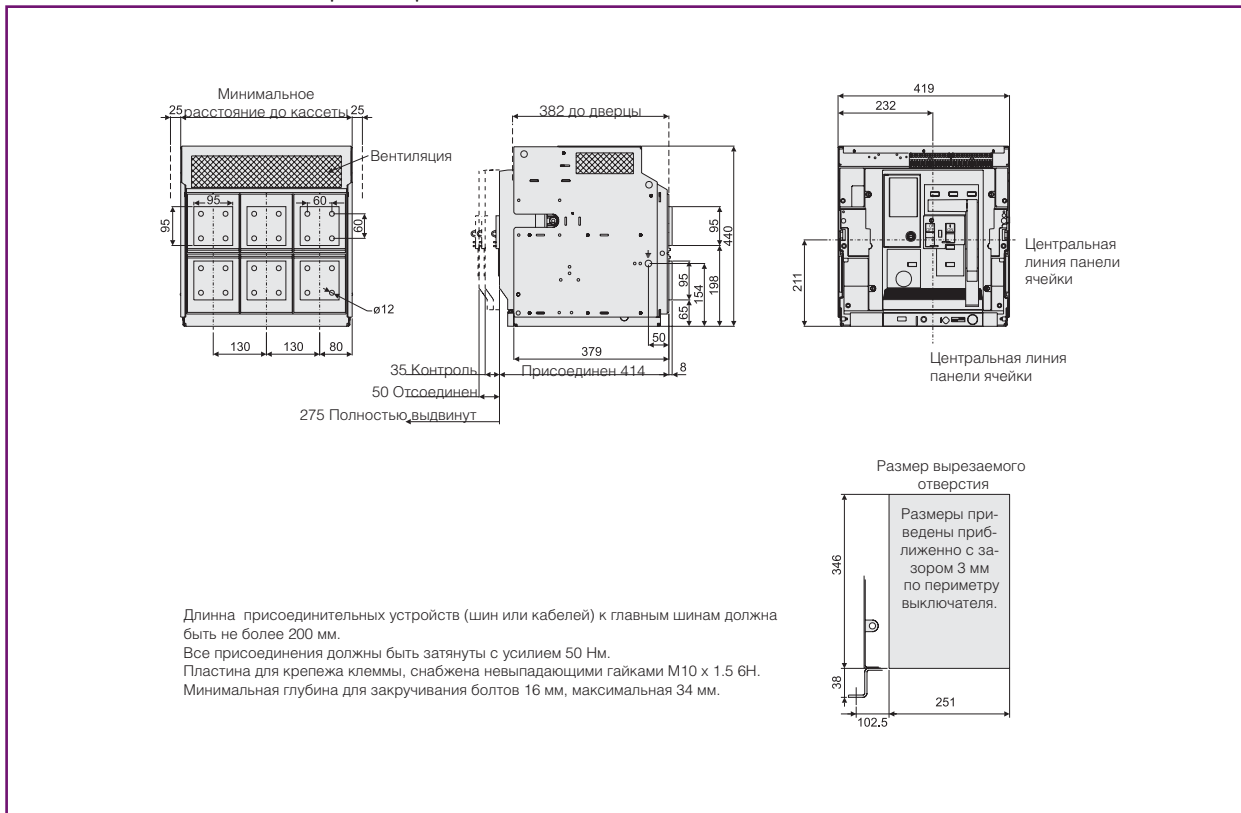 Минимальное
25 расстояние до кассеты 25
Вентиляция
95
60
95
60
ø12
130
130
80
382 до дверцы
440
95
198
95
154
65
50
379
35 Контроль
Присоединен 414
8
50 Отсоединен
275 Полностью выдвинут
419
232
211
Центральная
линия панели
ячейки
Центральная линия
панели ячейки
Размер вырезаемого
отверстия
Размеры при-
ведены приб-
лиженно с за-
зором 3 мм
по периметру
выключателя.
346
38
102.5
251
Длинна присоединительных устройств (шин или кабелей) к главным шинам должна
быть не более 200 мм.
Все присоединения должны быть затянуты с усилием 50 Нм.
Пластина для крепежа клеммы, снабжена невыпадающими гайками М10 х 1.5 6Н.
Минимальная глубина для закручивания болтов 16 мм, максимальная 34 мм.